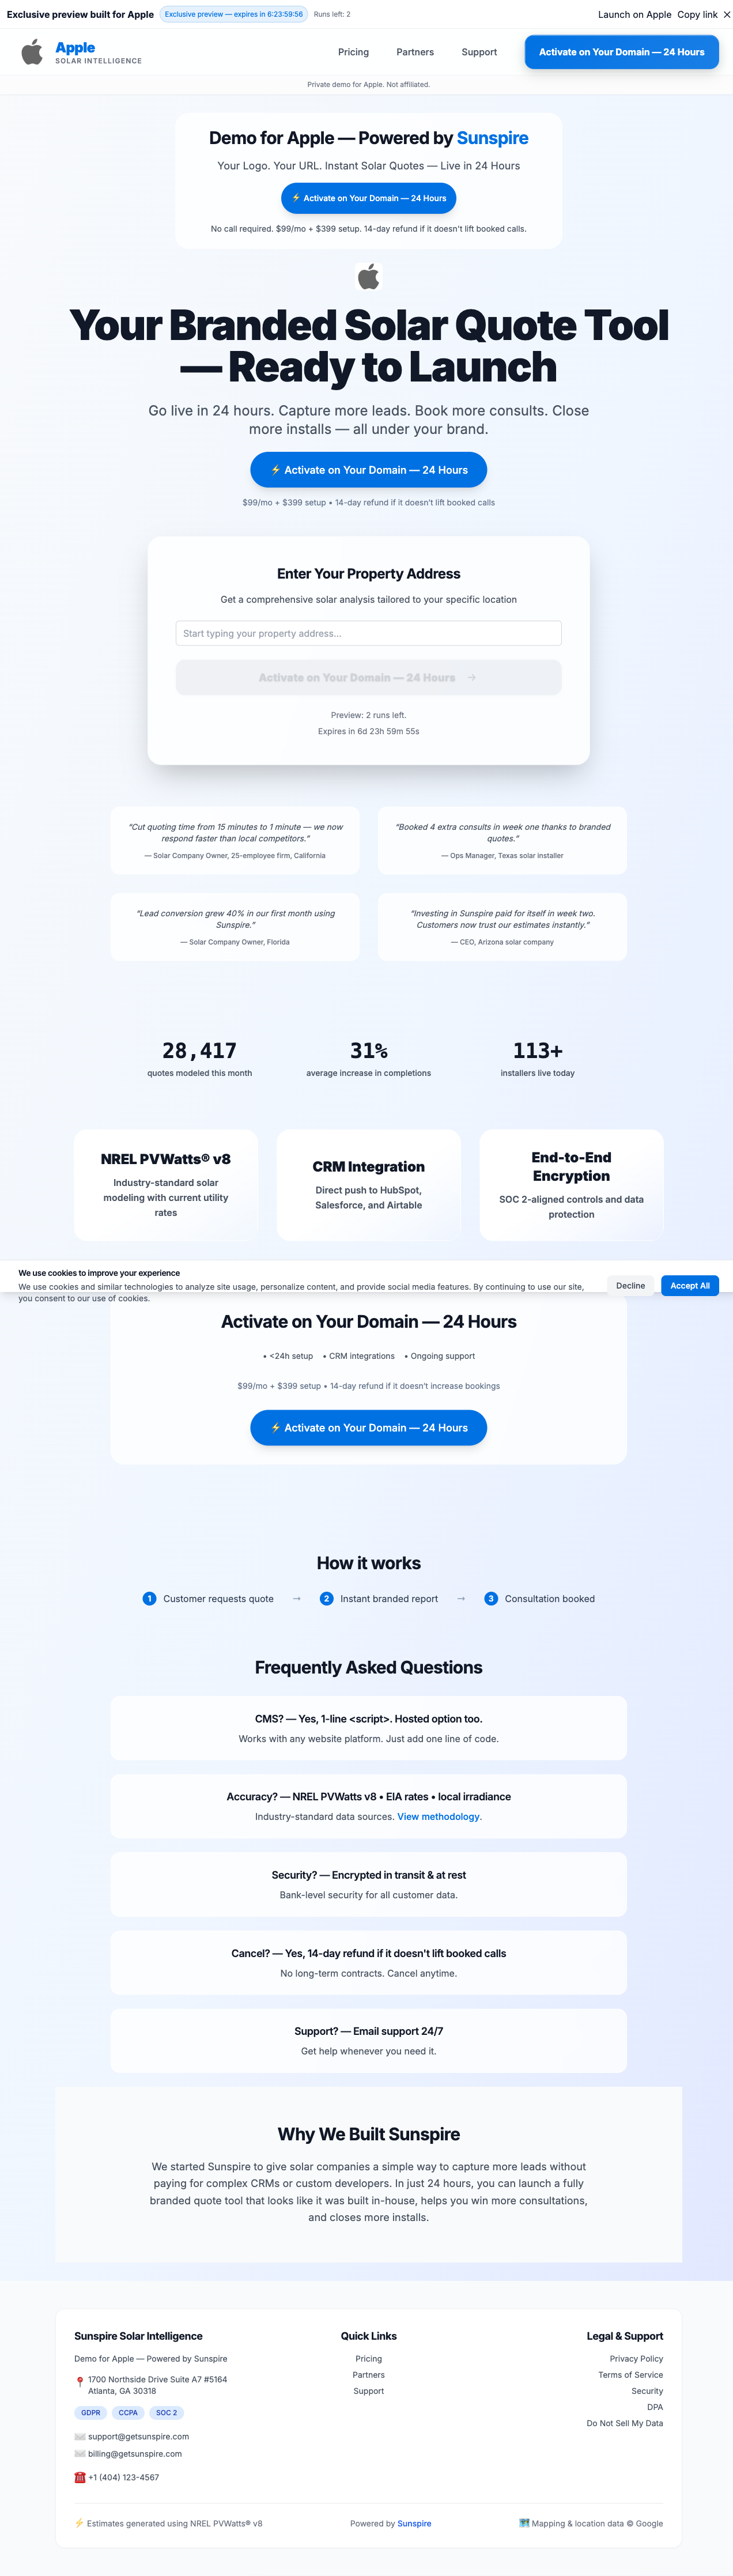 Exclusive preview built for Apple
Exclusive preview — expires in 6:23:59:56
Runs left: 2
Launch on Apple
Copy link
×
Apple
SOLAR INTELLIGENCE
Pricing
Partners
Support
Activate on Your Domain — 24 Hours
Private demo for Apple. Not affiliated.
Demo for Apple — Powered by Sunspire
Your Logo. Your URL. Instant Solar Quotes — Live in 24 Hours
⚡ Activate on Your Domain — 24 Hours
No call required. $99/mo + $399 setup. 14-day refund if it doesn't lift booked calls.
Your Branded Solar Quote Tool
— Ready to Launch
Go live in 24 hours. Capture more leads. Book more consults. Close
more installs — all under your brand.
⚡ Activate on Your Domain — 24 Hours
$99/mo + $399 setup • 14-day refund if it doesn't lift booked calls
Enter Your Property Address
Get a comprehensive solar analysis tailored to your specific location
Start typing your property address...
Activate on Your Domain — 24 Hours →
Preview: 2 runs left.
Expires in 6d 23h 59m 55s
"Cut quoting time from 15 minutes to 1 minute — we now
respond faster than local competitors."
— Solar Company Owner, 25-employee firm, California
"Booked 4 extra consults in week one thanks to branded
quotes."
— Ops Manager, Texas solar installer
"Lead conversion grew 40% in our first month using
Sunspire."
— Solar Company Owner, Florida
"Investing in Sunspire paid for itself in week two.
Customers now trust our estimates instantly."
— CEO, Arizona solar company
28,417
quotes modeled this month
31%
average increase in completions
113+
installers live today
NREL PVWatts® v8
Industry-standard solar
modeling with current utility
rates
CRM Integration
Direct push to HubSpot,
Salesforce, and Airtable
End-to-End
Encryption
SOC 2-aligned controls and data
protection
We use cookies to improve your experience
We use cookies and similar technologies to analyze site usage, personalize content, and provide social media features. By continuing to use our site,
you consent to our use of cookies.
Decline
Accept All
Activate on Your Domain — 24 Hours
• <24h setup • CRM integrations • Ongoing support
$99/mo + $399 setup • 14-day refund if it doesn't increase bookings
⚡ Activate on Your Domain — 24 Hours
How it works
1 Customer requests quote → 2 Instant branded report → 3 Consultation booked
Frequently Asked Questions
CMS? — Yes, 1-line <script>. Hosted option too.
Works with any website platform. Just add one line of code.
Accuracy? — NREL PVWatts v8 • EIA rates • local irradiance
Industry-standard data sources. View methodology.
Security? — Encrypted in transit & at rest
Bank-level security for all customer data.
Cancel? — Yes, 14-day refund if it doesn't lift booked calls
No long-term contracts. Cancel anytime.
Support? — Email support 24/7
Get help whenever you need it.
Why We Built Sunspire
We started Sunspire to give solar companies a simple way to capture more leads without
paying for complex CRMs or custom developers. In just 24 hours, you can launch a fully
branded quote tool that looks like it was built in-house, helps you win more consultations,
and closes more installs.
Sunspire Solar Intelligence
Demo for Apple — Powered by Sunspire
1700 Northside Drive Suite A7 #5164
Atlanta, GA 30318
GDPR
CCPA
SOC 2
support@getsunspire.com
billing@getsunspire.com
+1 (404) 123-4567
Quick Links
Pricing
Partners
Support
Legal & Support
Privacy Policy
Terms of Service
Security
DPA
Do Not Sell My Data
⚡ Estimates generated using NREL PVWatts® v8
Powered by Sunspire
Mapping & location data © Google